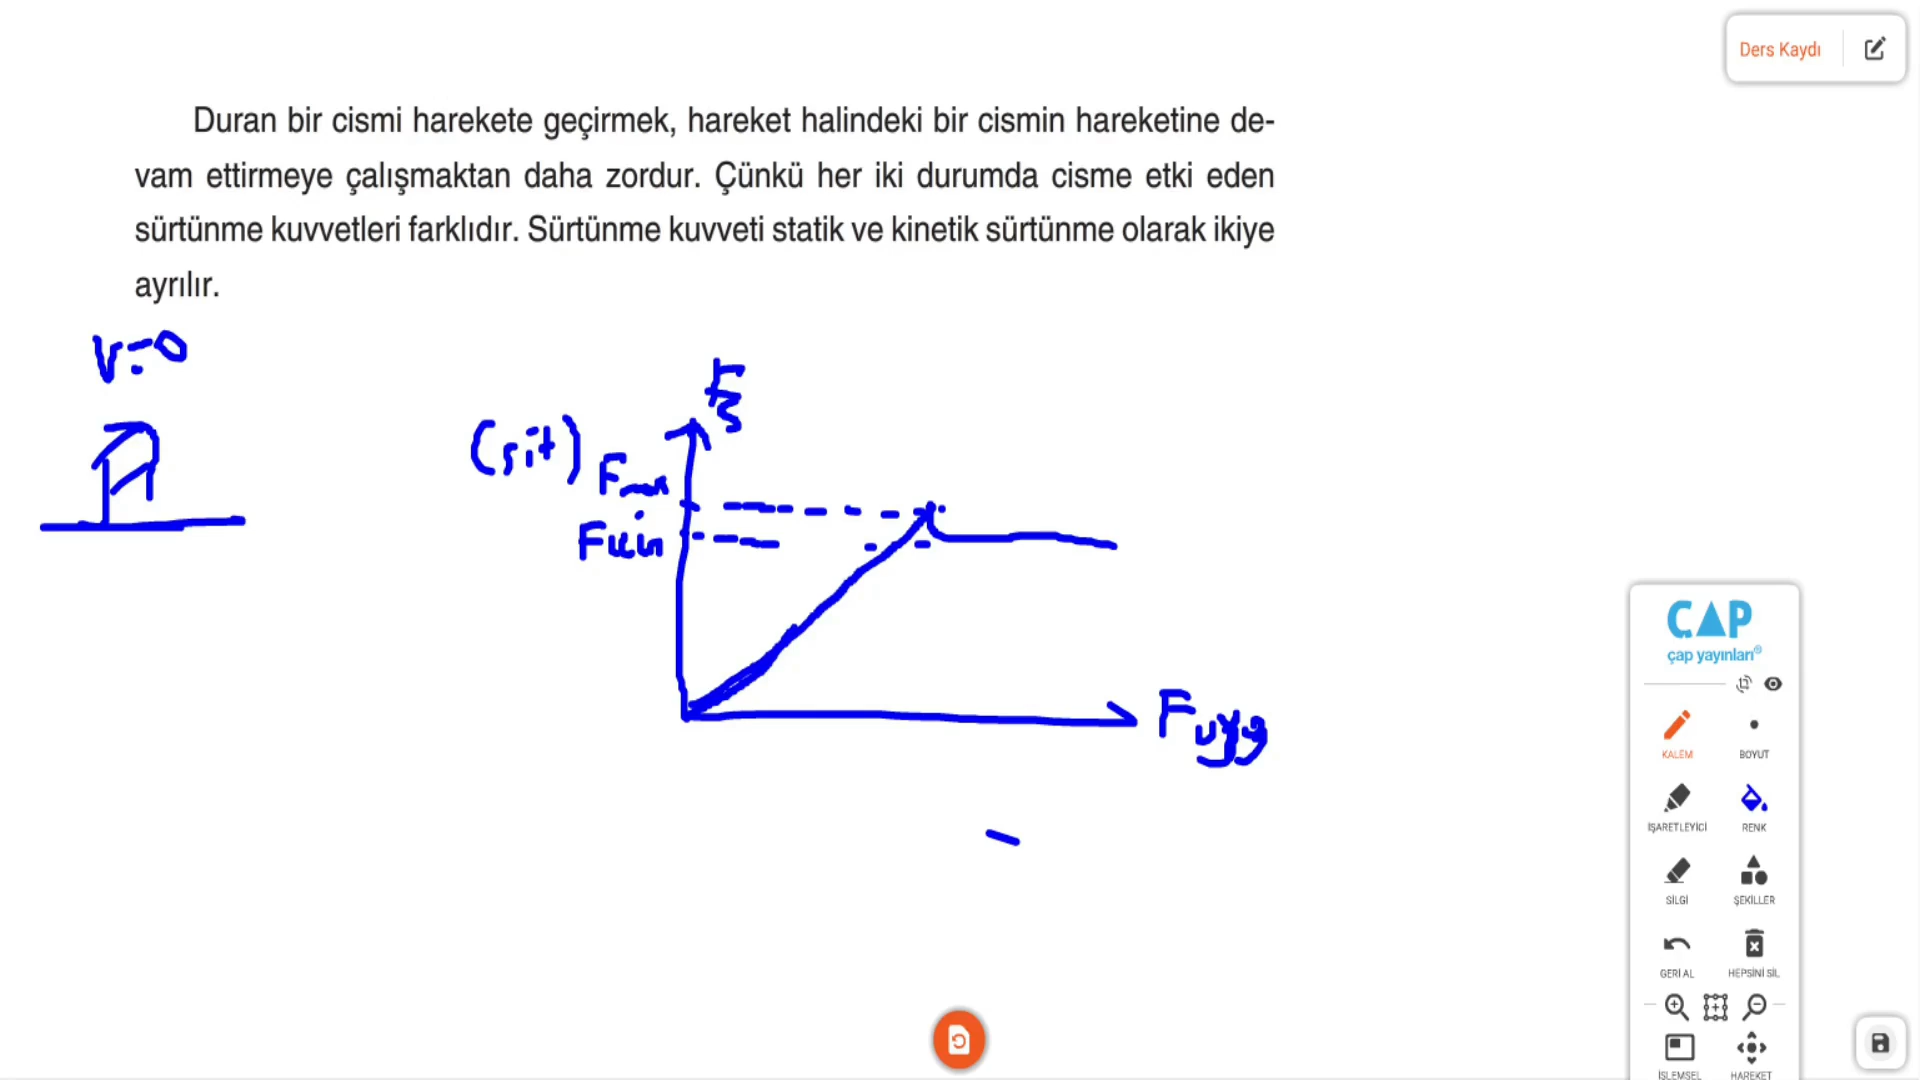 Ders Kaydı
Duran bir cismi harekete geçirmek, hareket halindeki bir cismin hareketine de-
vam ettirmeye çalışmaktan daha zordur. Çünkü her iki durumda cisme etki eden
sürtünme kuvvetleri farklıdır. Sürtünme kuvveti statik ve kinetik sürtünme olarak ikiye
ayrılır.
V=0
Fs
Fkin
Fuyg
ÇAP
çap yayınları
KALEM
BOYUT
İŞARETLEYİCİ
RENK
SİLGİ
ŞEKİLLER
GERİ AL
HEPSİNİ SİL
İŞLEMSEL
HAREKET